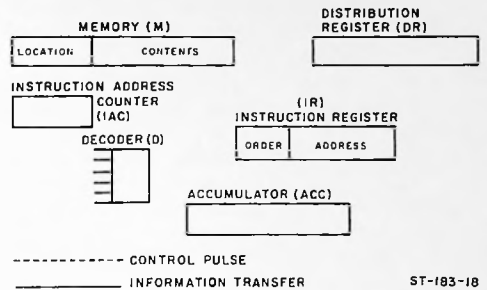 MEMORY (M)
DISTRIBUTION
REGISTER (DR)
LOCATION
CONTENTS
INSTRUCTION ADDRESS
COUNTER
(IAC)
(IR)
INSTRUCTION REGISTER
DECODER (D)
ORDER
ADDRESS
ACCUMULATOR (ACC)
CONTROL PULSE
INFORMATION TRANSFER
ST-183-18